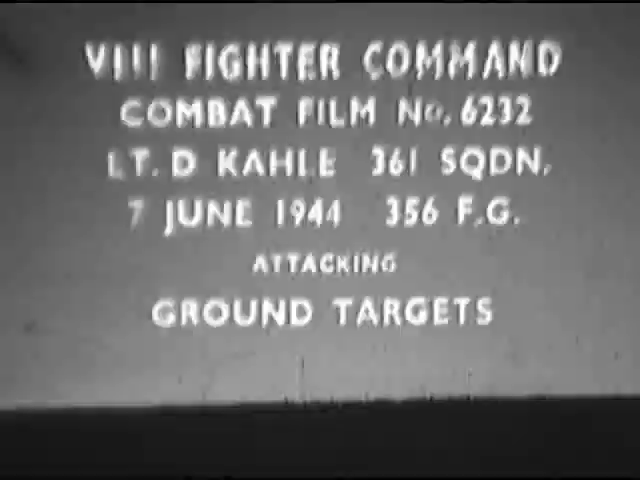 VIII FIGHTER COMMAND
COMBAT FILM No. 6232
LT. D KAHLE 361 SQDN.
7 JUNE 1944 356 F.G.
ATTACKING
GROUND TARGETS